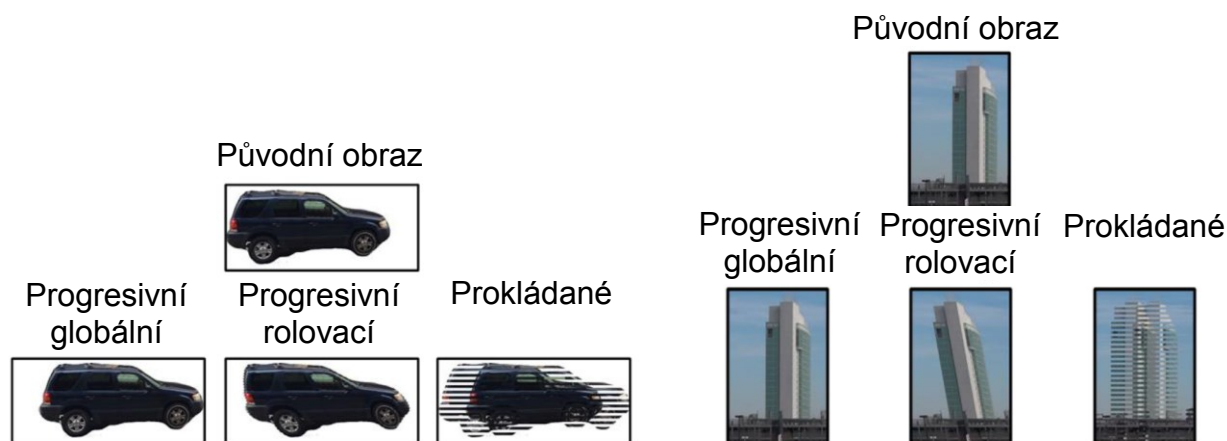 Původní obraz
Progresivní
globální
Progresivní
rolovací
Prokládané
Původní obraz
Progresivní
globální
Progresivní
rolovací
Prokládané